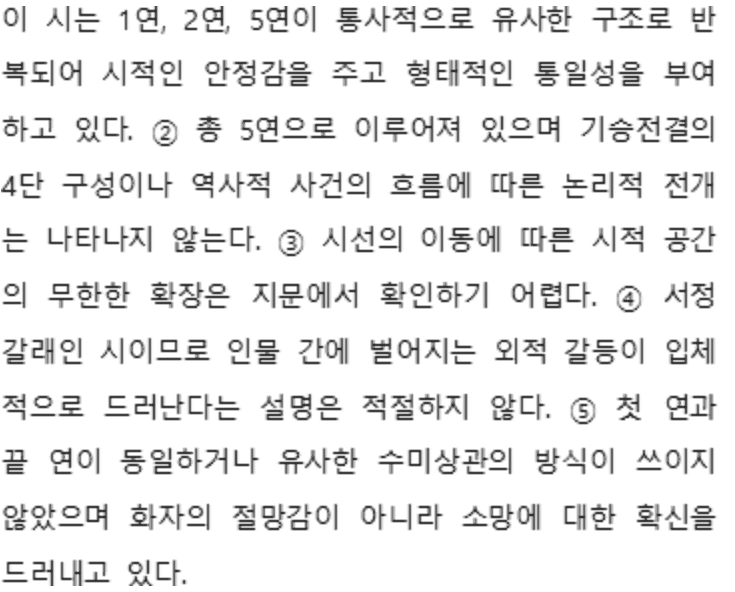 이 시는 1연, 2연, 5연이 통사적으로 유사한 구조로 반
복되어 시적인 안정감을 주고 형태적인 통일성을 부여
하고 있다. ② 총 5연으로 이루어져 있으며 기승전결의
4단 구성이나 역사적 사건의 흐름에 따른 논리적 전개
는 나타나지 않는다. ③ 시선의 이동에 따른 시적 공간
의 무한한 확장은 지문에서 확인하기 어렵다. ④ 서정
갈래인 시이므로 인물 간에 벌어지는 외적 갈등이 입체
적으로 드러난다는 설명은 적절하지 않다. ⑤ 첫 연과
끝 연이 동일하거나 유사한 수미상관의 방식이 쓰이지
않았으며 화자의 절망감이 아니라 소망에 대한 확신을
드러내고 있다.